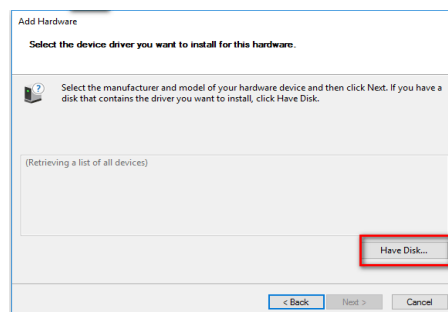 Add Hardware
Select the device driver you want to install for this hardware.
Select the manufacturer and model of your hardware device and then click Next. If you have a
disk that contains the driver you want to install, click Have Disk.
(Retrieving a list of all devices)
Have Disk...
< Back
Next >
Cancel